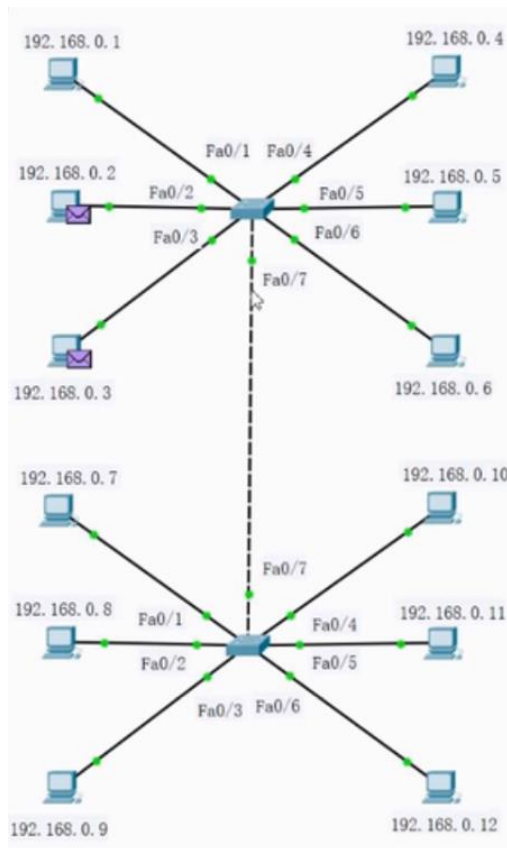 192.168.0.1
192.168.0.4
Fa0/1 Fa0/4
192.168.0.2
Fa0/2
Fa0/5
192.168.0.5
Fa0/3
Fa0/6
Fa0/7
192.168.0.3
192.168.0.6
192.168.0.7
192.168.0.10
Fa0/7
192.168.0.8
Fa0/1
Fa0/4
192.168.0.11
Fa0/2
Fa0/5
Fa0/3 Fa0/6
192.168.0.9
192.168.0.12